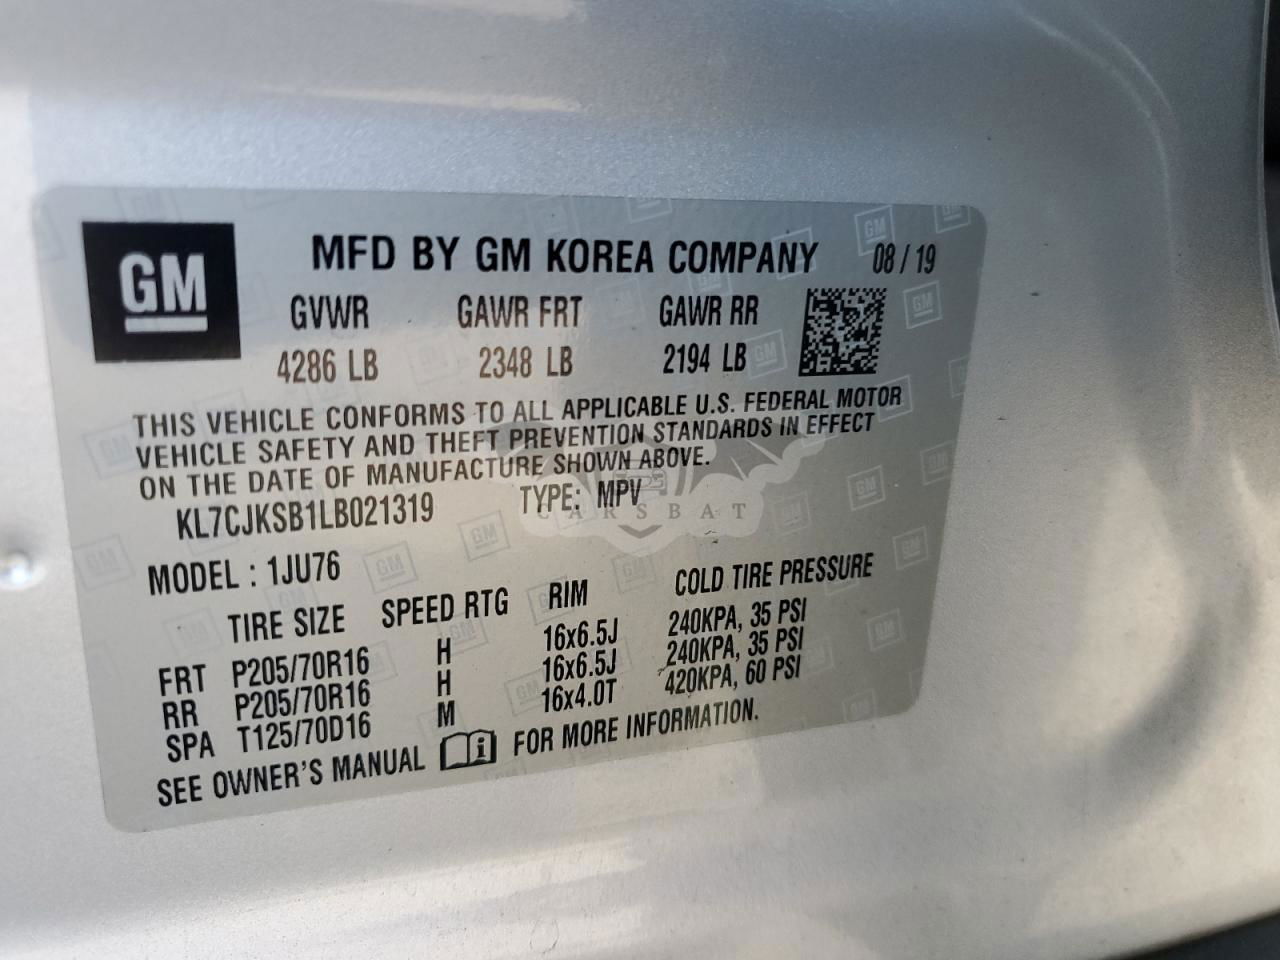 GM MFD BY GM KOREA COMPANY 08 / 19
GVWR GAWR FRT GAWR RR
4286 LB 2348 LB 2194 LB
THIS VEHICLE CONFORMS TO ALL APPLICABLE U.S. FEDERAL MOTOR
VEHICLE SAFETY AND THEFT PREVENTION STANDARDS IN EFFECT
ON THE DATE OF MANUFACTURE SHOWN ABOVE.
KL7CJKSB1LB021319 TYPE: MPV
CARSBAT
MODEL : 1JU76
TIRE SIZE SPEED RTG RIM COLD TIRE PRESSURE
FRT P205/70R16 H 16x6.5J 240KPA, 35 PSI
RR P205/70R16 H 16x6.5J 240KPA, 35 PSI
SPA T125/70D16 M 16x4.0T 420KPA, 60 PSI
SEE OWNER'S MANUAL i FOR MORE INFORMATION.